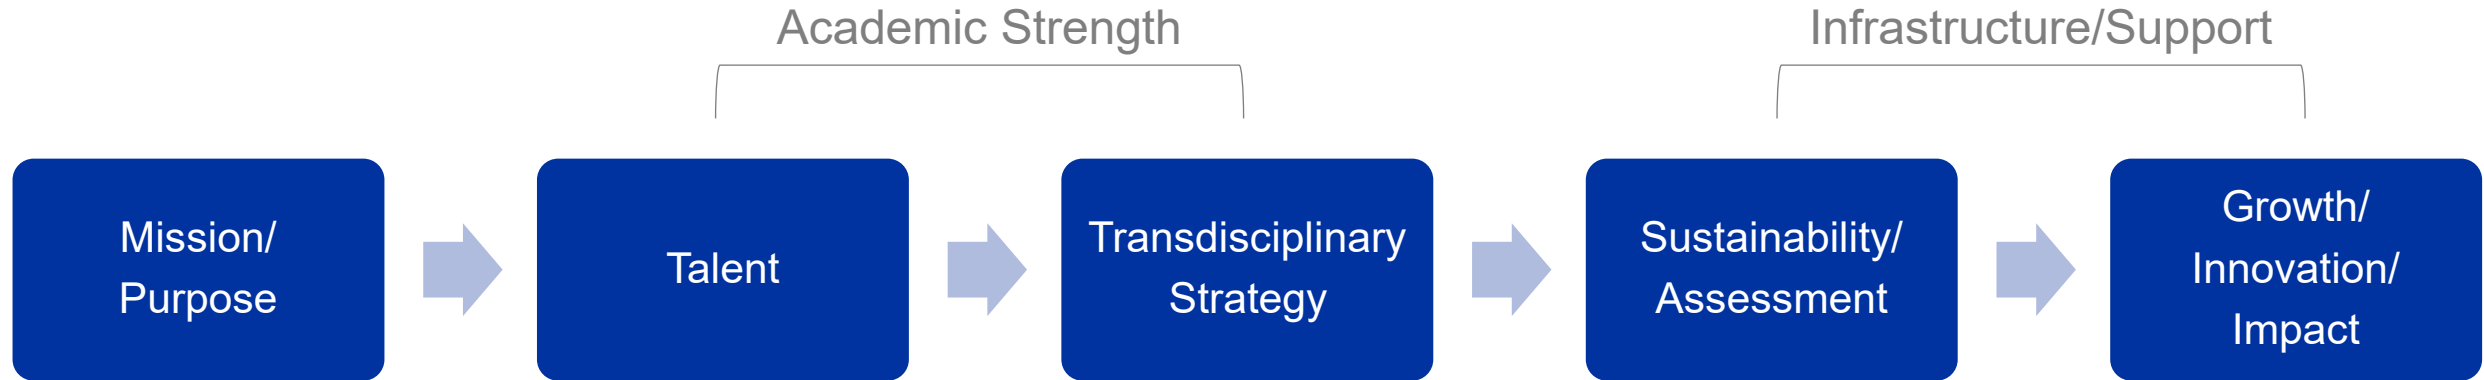 Academic Strength
Infrastructure/Support
Mission/
Purpose
Talent
Transdisciplinary
Strategy
Sustainability/
Assessment
Growth/
Innovation/
Impact